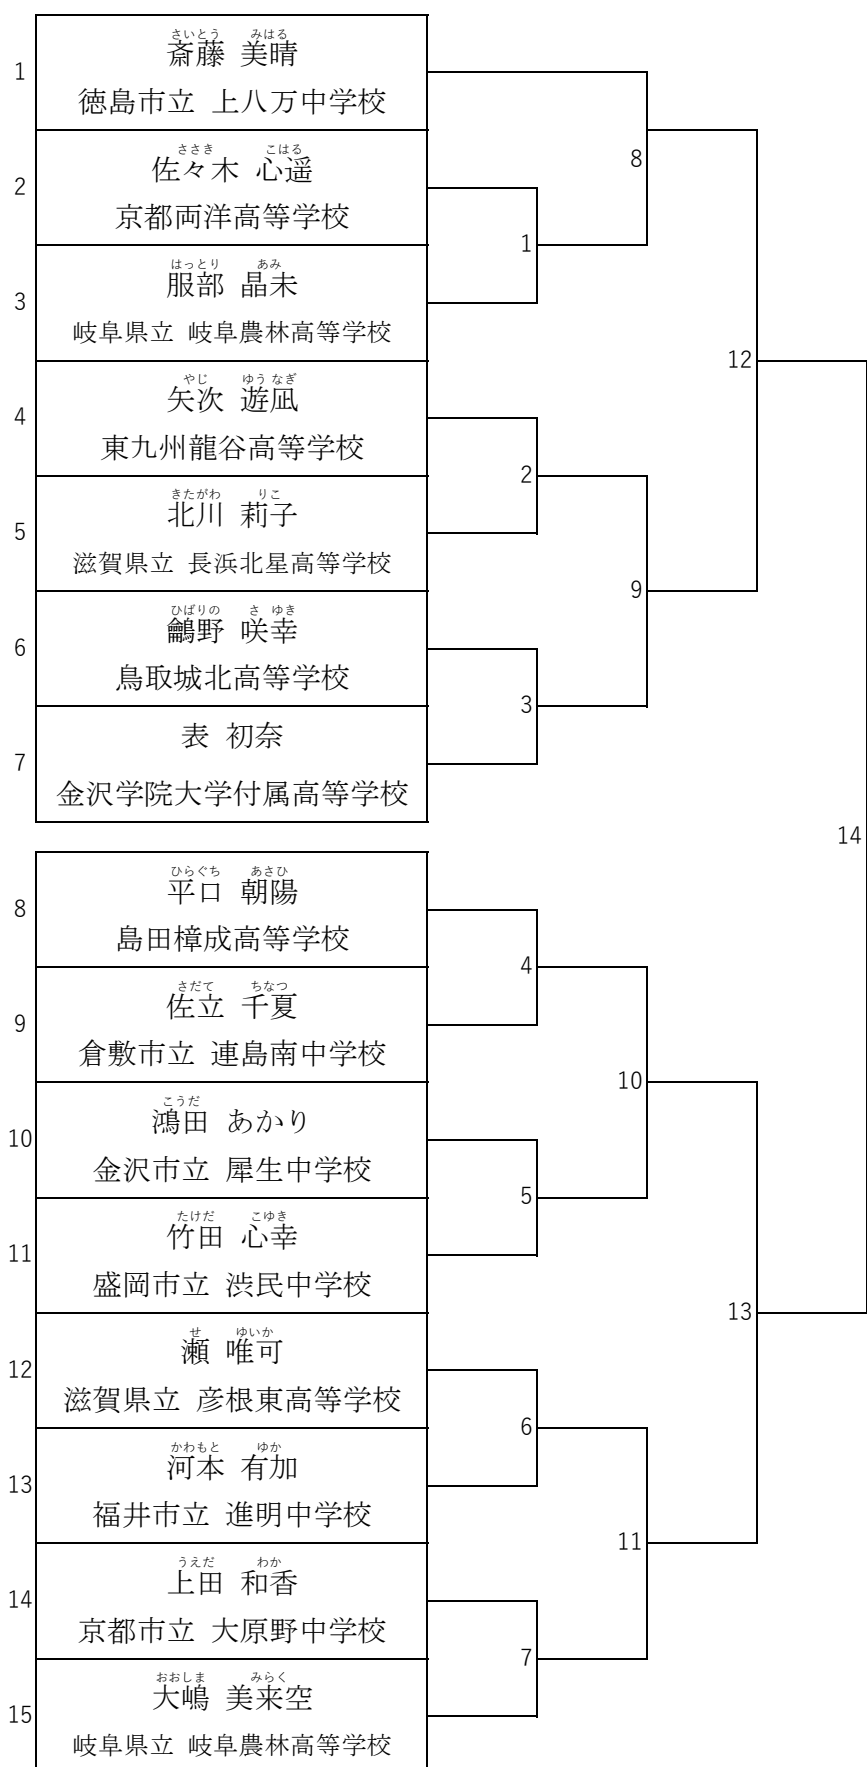 さいとう みはる
1 斎藤 美晴
徳島市立 上八万中学校
ささき こはる
2 佐々木 心遥
京都両洋高等学校
はっとり あみ
3 服部 晶未
岐阜県立 岐阜農林高等学校
やじ ゆうなぎ
4 矢次 遊凪
東九州龍谷高等学校
きたがわ りこ
5 北川 莉子
滋賀県立 長浜北星高等学校
ひばりの さゆき
6 鸙野 咲幸
鳥取城北高等学校
7 表 初奈
金沢学院大学付属高等学校
ひらぐち あさひ
8 平口 朝陽
島田樟成高等学校
さだて ちなつ
9 佐立 千夏
倉敷市立 連島南中学校
こうだ
10 鴻田 あかり
金沢市立 犀生中学校
たけだ こゆき
11 竹田 心幸
盛岡市立 渋民中学校
せ ゆいか
12 瀬 唯可
滋賀県立 彦根東高等学校
かわもと ゆか
13 河本 有加
福井市立 進明中学校
うえだ わか
14 上田 和香
京都市立 大原野中学校
おおしま みらく
15 大嶋 美来空
岐阜県立 岐阜農林高等学校
1
2
3
4
5
6
7
8
9
10
11
12
13
14